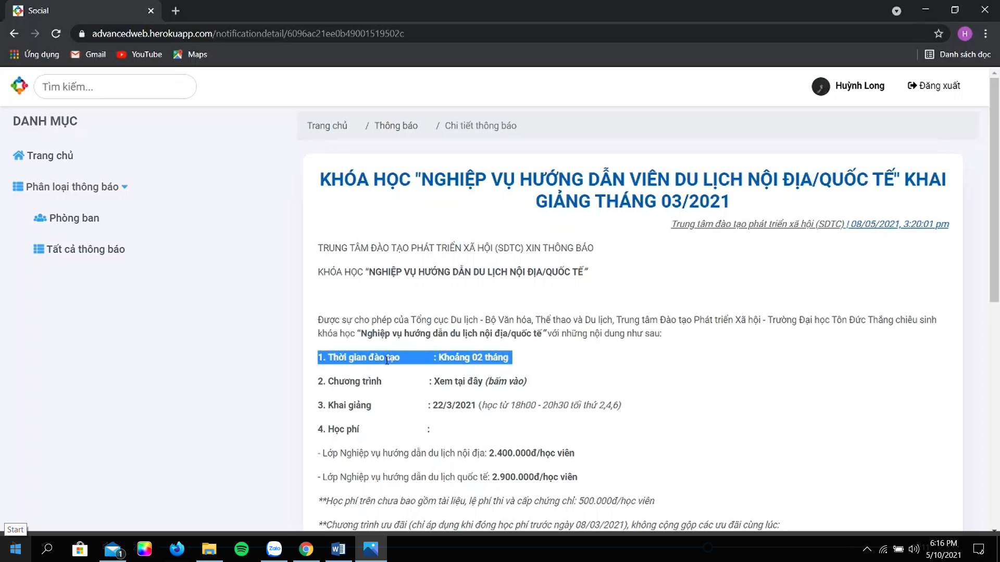 Social
advancedweb.herokuapp.com/notificationdetail/6096ac21ee0b49001519502c
H
Ứng dụng
Gmail
YouTube
Maps
Danh sách đọc
Tìm kiếm...
Huỳnh Long
Đăng xuất
DANH MỤC
Trang chủ / Thông báo / Chi tiết thông báo
Trang chủ
Phân loại thông báo
Phòng ban
Tất cả thông báo
KHÓA HỌC "NGHIỆP VỤ HƯỚNG DẪN VIÊN DU LỊCH NỘI ĐỊA/QUỐC TẾ" KHAI
GIẢNG THÁNG 03/2021
Trung tâm đào tạo phát triển xã hội (SDTC) | 08/05/2021, 3:20:01 pm
TRUNG TÂM ĐÀO TẠO PHÁT TRIỂN XÃ HỘI (SDTC) XIN THÔNG BÁO
KHÓA HỌC “NGHIỆP VỤ HƯỚNG DẪN DU LỊCH NỘI ĐỊA/QUỐC TẾ”
Được sự cho phép của Tổng cục Du lịch - Bộ Văn hóa, Thể thao và Du lịch, Trung tâm Đào tạo Phát triển Xã hội - Trường Đại học Tôn Đức Thắng chiêu sinh
khóa học “Nghiệp vụ hướng dẫn du lịch nội địa/quốc tế” với những nội dung như sau:
1. Thời gian đào tạo : Khoảng 02 tháng
2. Chương trình : Xem tại đây (bấm vào)
3. Khai giảng : 22/3/2021 (học từ 18h00 - 20h30 tối thứ 2,4,6)
4. Học phí :
- Lớp Nghiệp vụ hướng dẫn du lịch nội địa: 2.400.000đ/học viên
- Lớp Nghiệp vụ hướng dẫn du lịch quốc tế: 2.900.000đ/học viên
**Học phí trên chưa bao gồm tài liệu, lệ phí thi và cấp chứng chỉ: 500.000đ/học viên
**Chương trình ưu đãi (chỉ áp dụng khi đóng học phí trước ngày 08/03/2021), không cộng gộp các ưu đãi cùng lúc:
Start
1
Zalo
6:16 PM
5/10/2021